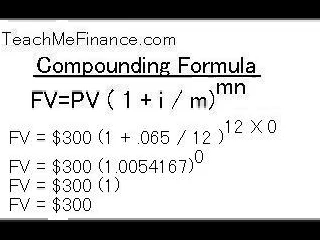 TeachMeFinance.com
Compounding Formula
FV=PV ( 1 + i / m)^mn
FV = $300 (1 + .065 / 12 )^12 X 0
FV = $300 (1.0054167)^0
FV = $300 (1)
FV = $300